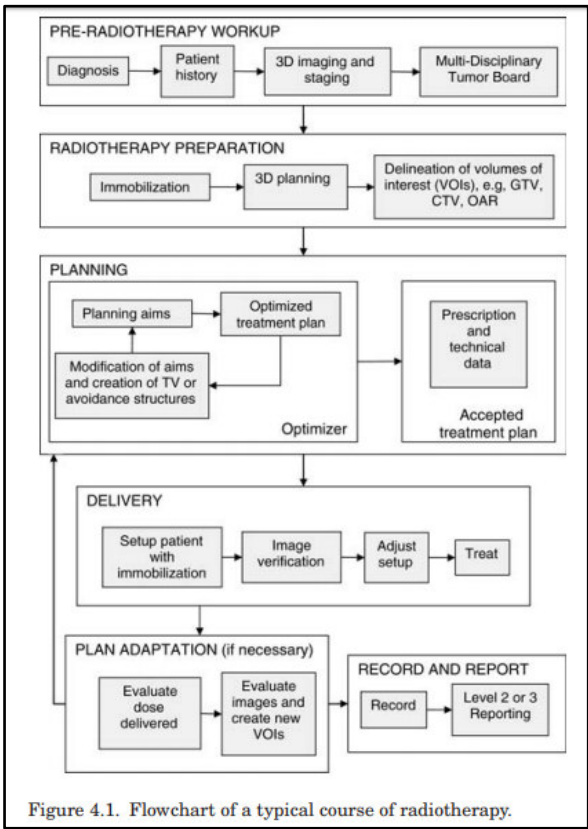 PRE-RADIOTHERAPY WORKUP
Diagnosis
Patient
history
3D imaging and
staging
Multi-Disciplinary
Tumor Board
RADIOTHERAPY PREPARATION
Immobilization
3D planning
Delineation of volumes of
interest (VOIs), e.g, GTV,
CTV, OAR
PLANNING
Planning aims
Optimized
treatment plan
Modification of aims
and creation of TV or
avoidance structures
Optimizer
Prescription
and
technical
data
Accepted
treatment plan
DELIVERY
Setup patient
with
immobilization
Image
verification
Adjust
setup
Treat
PLAN ADAPTATION (if necessary)
Evaluate
dose
delivered
Evaluate
images and
create new
VOIs
RECORD AND REPORT
Record
Level 2 or 3
Reporting
Figure 4.1. Flowchart of a typical course of radiotherapy.